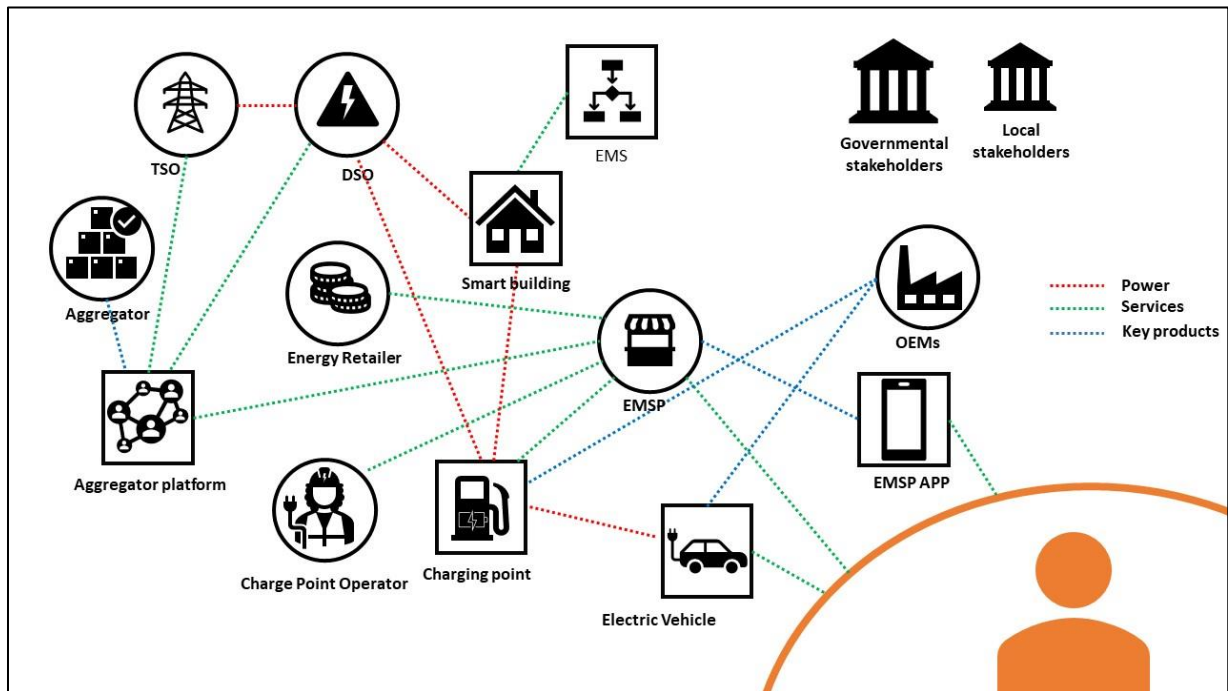 TSO
DSO
EMS
Governmental
stakeholders
Local
stakeholders
Aggregator
Smart building
Energy Retailer
OEMs
Power
Services
Key products
EMSP
Aggregator platform
EMSP APP
Charge Point Operator
Charging point
Electric Vehicle